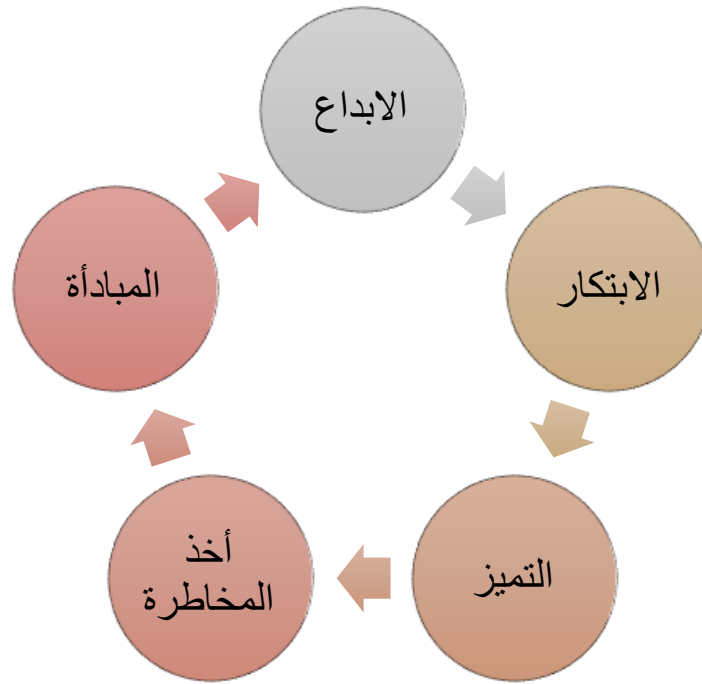 الابداع
الابتكار
التميز
أخذ
المخاطرة
المبادأة